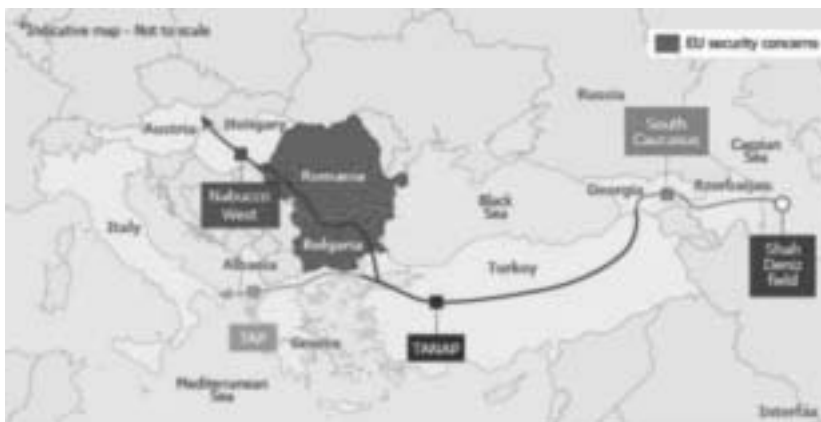 *Indicative map - Not to scale
EU security concerns
Russia
South
Caucasus
Caspian
Sea
Austria
Hungary
Romania
Georgia
Azerbaijan
Nabucco
West
Black
Sea
Italy
Bulgaria
Shah
Deniz
field
Albania
Turkey
TAP
Greece
TANAP
Mediterranean
Sea
Interfax